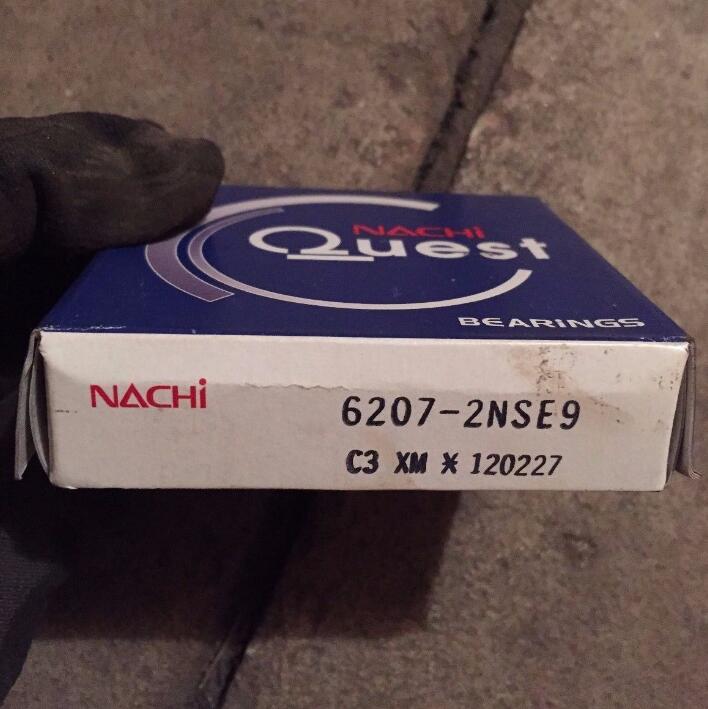 NACHi
Quest
BEARINGS
NACHi
6207-2NSE9
C3 XM * 120227